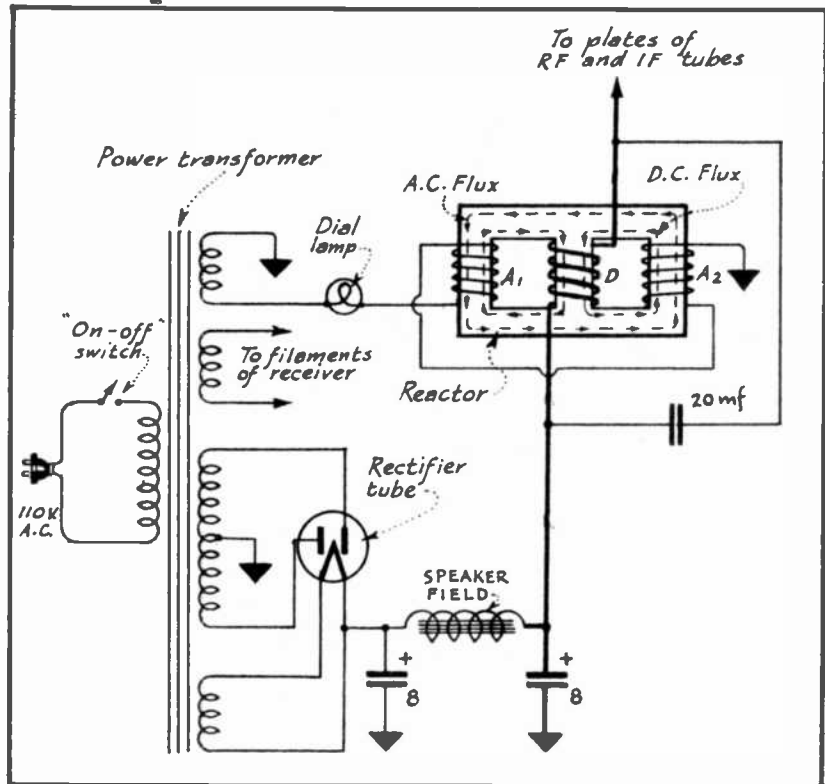 To plates of
RF and IF tubes
Power transformer
A.C. Flux
D.C. Flux
Dial
lamp
A1
D
A2
"On-off"
switch
To filaments
of receiver
Reactor
20 mf
Rectifier
tube
110V.
A.C.
SPEAKER
FIELD
+
8
+
8